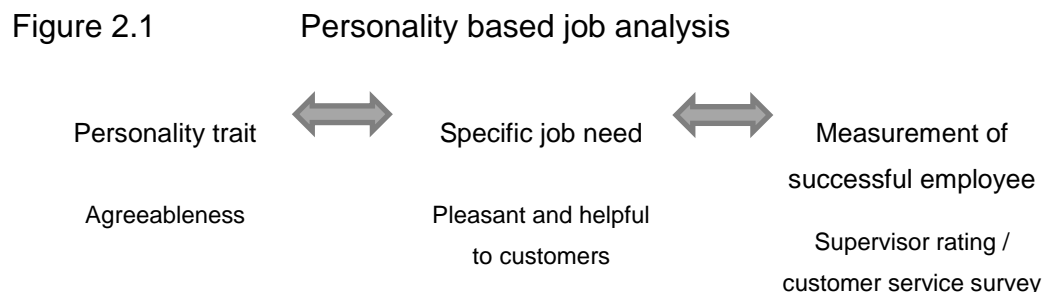 Figure 2.1 Personality based job analysis
Personality trait
Agreeableness
Specific job need
Pleasant and helpful
to customers
Measurement of
successful employee
Supervisor rating /
customer service survey